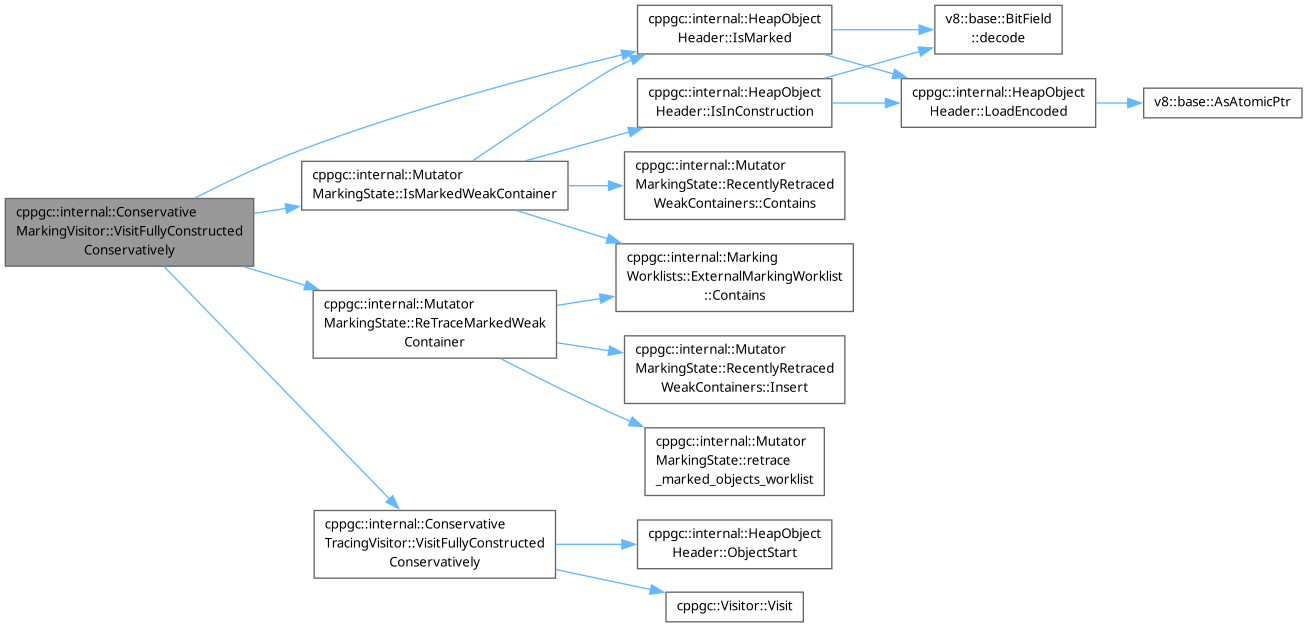 cppgc::internal::HeapObject
Header::IsMarked
v8::base::BitField
::decode
cppgc::internal::HeapObject
Header::IsInConstruction
cppgc::internal::HeapObject
Header::LoadEncoded
v8::base::AsAtomicPtr
cppgc::internal::Mutator
MarkingState::IsMarkedWeakContainer
cppgc::internal::Mutator
MarkingState::RecentlyRetraced
WeakContainers::Contains
cppgc::internal::Conservative
MarkingVisitor::VisitFullyConstructed
Conservatively
cppgc::internal::Marking
Worklists::ExternalMarkingWorklist
::Contains
cppgc::internal::Mutator
MarkingState::ReTraceMarkedWeak
Container
cppgc::internal::Mutator
MarkingState::RecentlyRetraced
WeakContainers::Insert
cppgc::internal::Mutator
MarkingState::retrace
_marked_objects_worklist
cppgc::internal::Conservative
TracingVisitor::VisitFullyConstructed
Conservatively
cppgc::internal::HeapObject
Header::ObjectStart
cppgc::Visitor::Visit